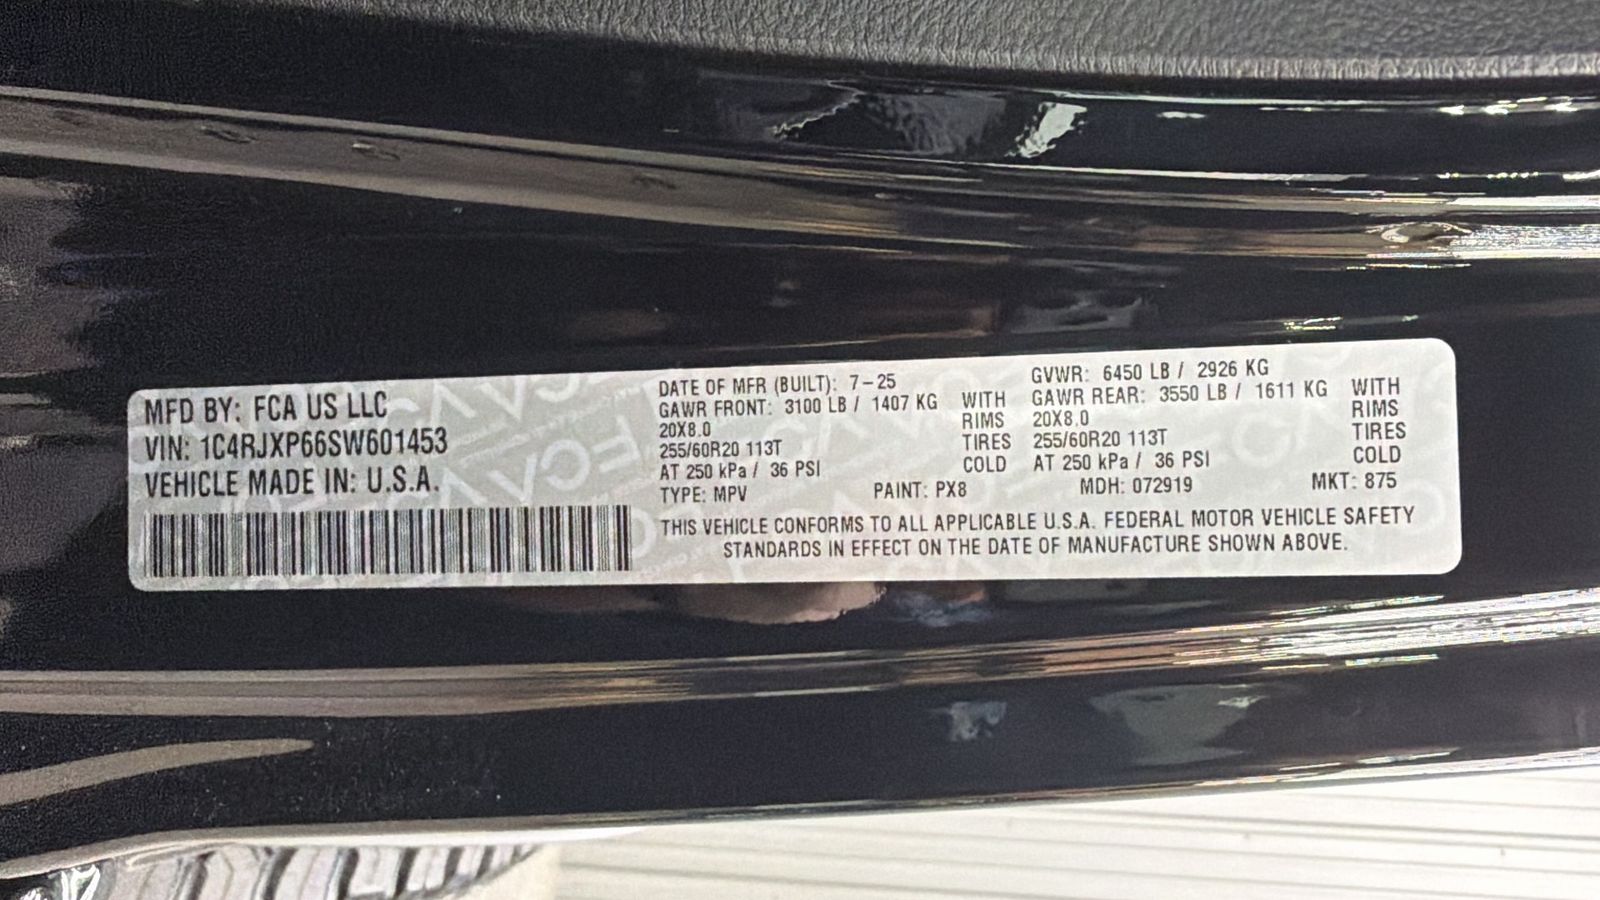 MFD BY: FCA US LLC
VIN: 1C4RJXP66SW601453
VEHICLE MADE IN: U.S.A.
DATE OF MFR (BUILT): 7-25
GAWR FRONT: 3100 LB / 1407 KG WITH
20X8.0 RIMS
255/60R20 113T TIRES
AT 250 kPa / 36 PSI COLD
GVWR: 6450 LB / 2926 KG
GAWR REAR: 3550 LB / 1611 KG WITH
20X8.0 RIMS
255/60R20 113T TIRES
AT 250 kPa / 36 PSI COLD
TYPE: MPV PAINT: PX8 MDH: 072919 MKT: 875
THIS VEHICLE CONFORMS TO ALL APPLICABLE U.S.A. FEDERAL MOTOR VEHICLE SAFETY
STANDARDS IN EFFECT ON THE DATE OF MANUFACTURE SHOWN ABOVE.